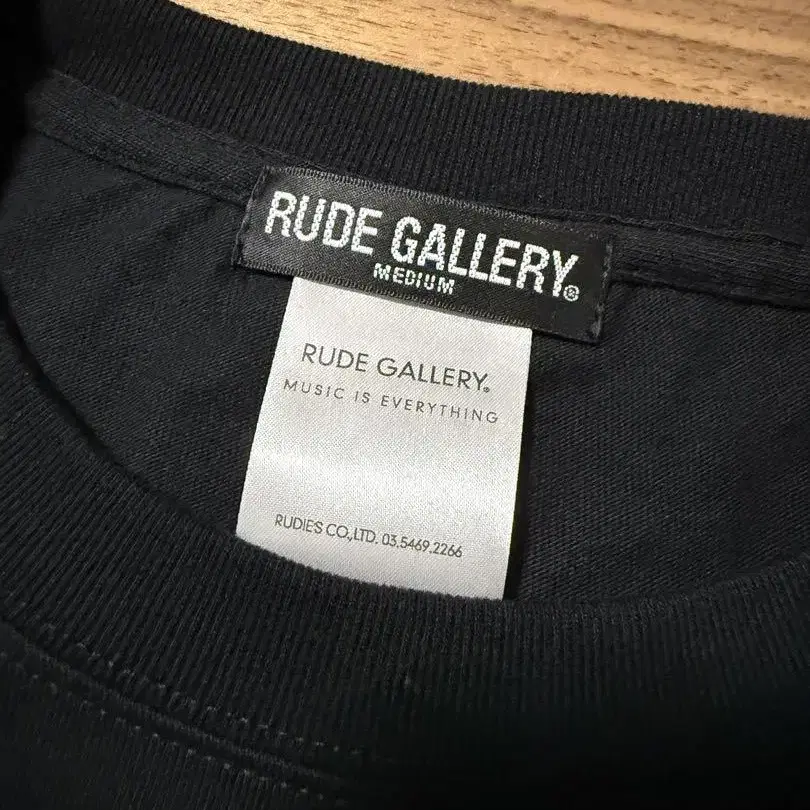 RUDE GALLERY®
MEDIUM
RUDE GALLERY®
MUSIC IS EVERYTHING
RUDIES CO.,LTD. 03.5469.2266